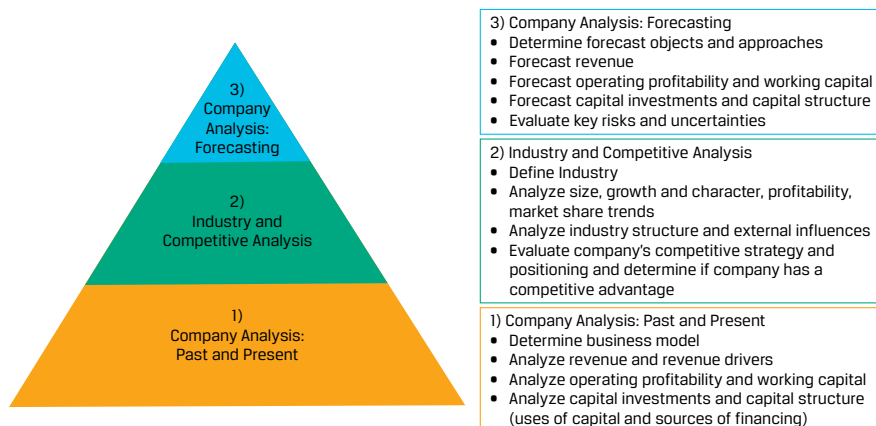 3)
Company
Analysis:
Forecasting
2)
Industry and
Competitive Analysis
1)
Company Analysis:
Past and Present
3) Company Analysis: Forecasting
• Determine forecast objects and approaches
• Forecast revenue
• Forecast operating profitability and working capital
• Forecast capital investments and capital structure
• Evaluate key risks and uncertainties
2) Industry and Competitive Analysis
• Define Industry
• Analyze size, growth and character, profitability,
market share trends
• Analyze industry structure and external influences
• Evaluate company's competitive strategy and
positioning and determine if company has a
competitive advantage
1) Company Analysis: Past and Present
• Determine business model
• Analyze revenue and revenue drivers
• Analyze operating profitability and working capital
• Analyze capital investments and capital structure
(uses of capital and sources of financing)